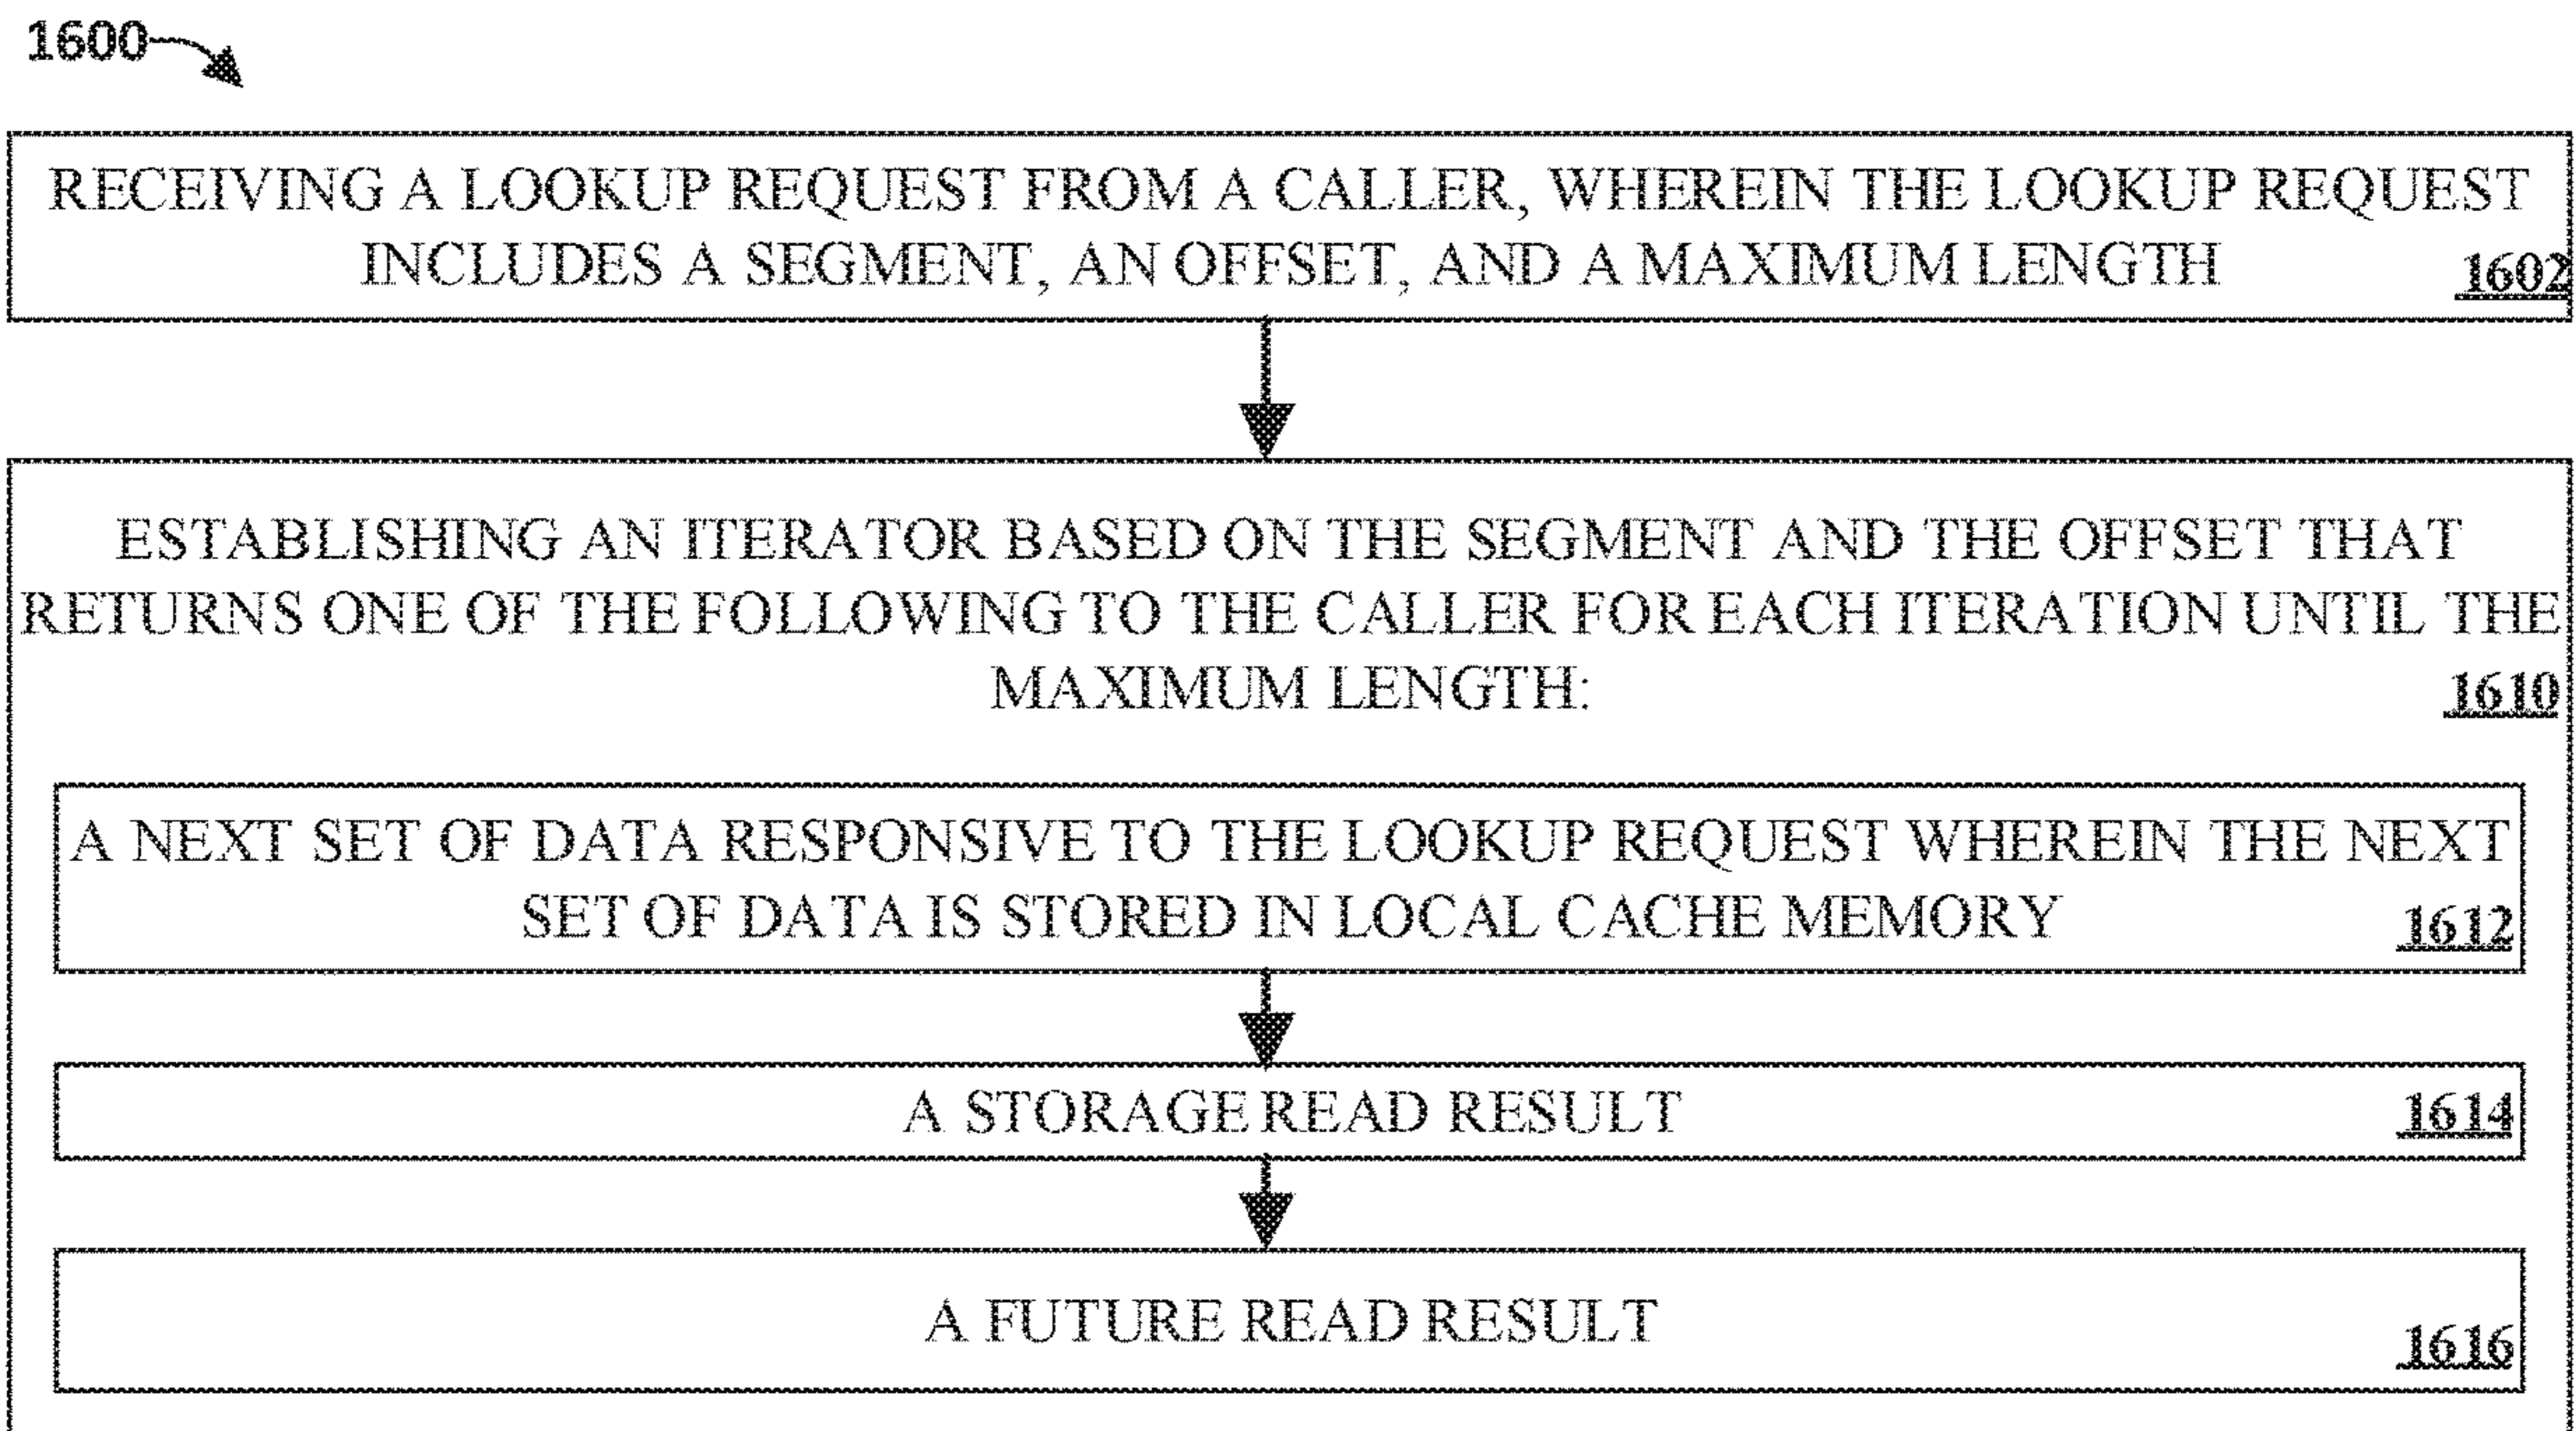 1600
RECEIVING A LOOKUP REQUEST FROM A CALLER, WHEREIN THE LOOKUP REQUEST
INCLUDES A SEGMENT, AN OFFSET, AND A MAXIMUM LENGTH 1602
ESTABLISHING AN ITERATOR BASED ON THE SEGMENT AND THE OFFSET THAT
RETURNS ONE OF THE FOLLOWING TO THE CALLER FOR EACH ITERATION UNTIL THE
MAXIMUM LENGTH: 1610
A NEXT SET OF DATA RESPONSIVE TO THE LOOKUP REQUEST WHEREIN THE NEXT
SET OF DATA IS STORED IN LOCAL CACHE MEMORY 1612
A STORAGE READ RESULT 1614
A FUTURE READ RESULT 1616